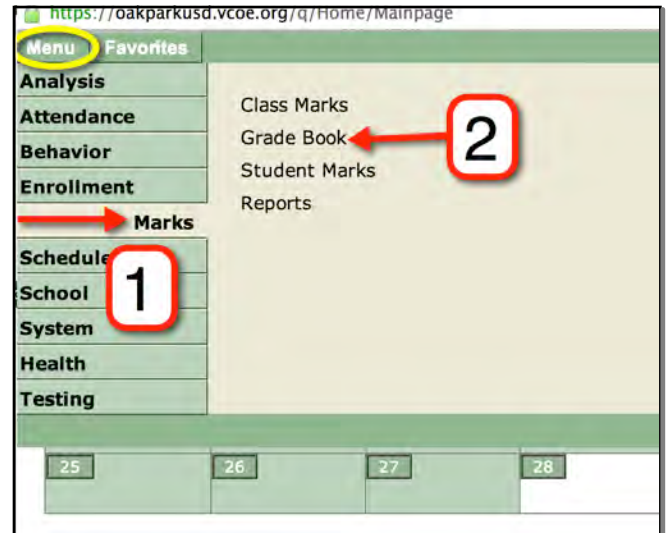 https://oakparkusd.vcoe.org/q/Home/Mainpage
Menu Favorites
Analysis
Attendance
Behavior
Enrollment
Marks
Schedule
School
System
Health
Testing
Class Marks
Grade Book
Student Marks
Reports
1
2
25 26 27 28